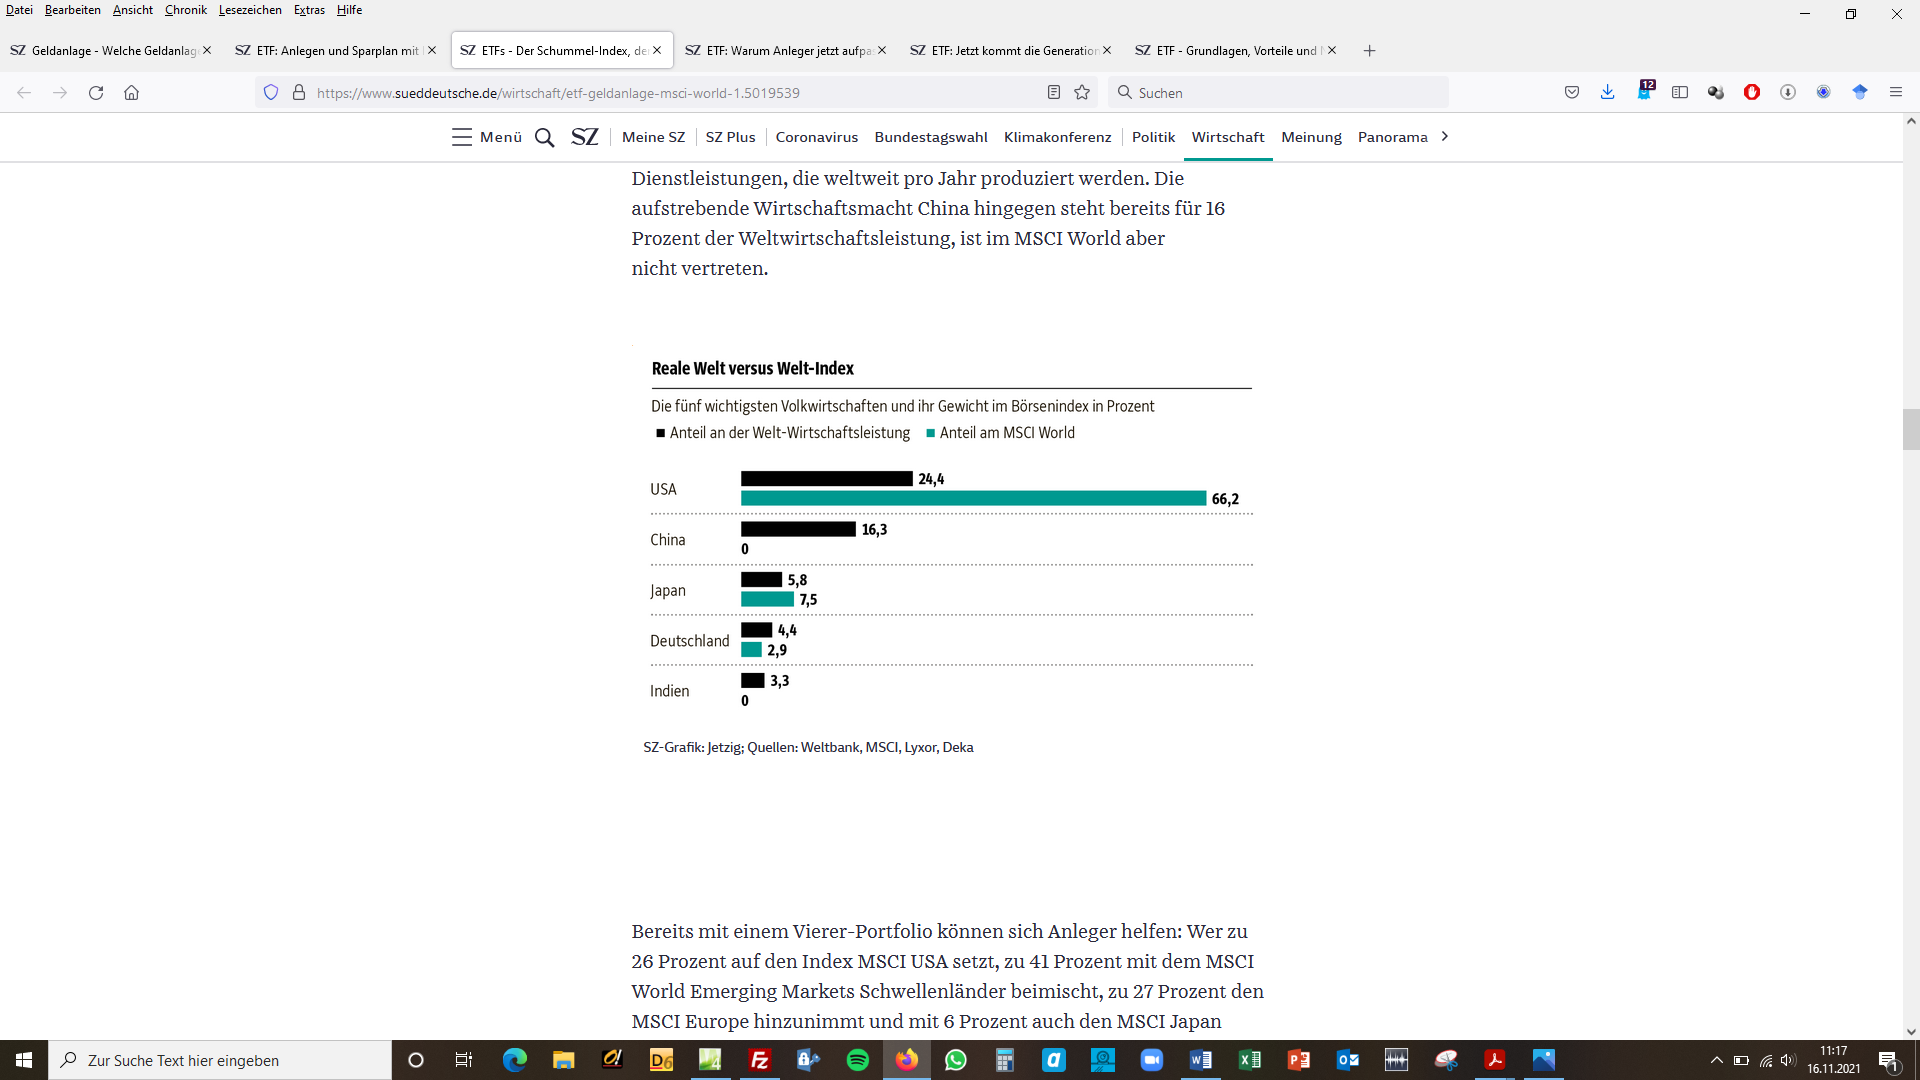 Datei Bearbeiten Ansicht Chronik Lesezeichen Extras Hilfe
SZ Geldanlage - Welche Geldanlag
SZ ETF: Anlegen und Sparplan mit
SZ ETFs - Der Schummel-Index, de
SZ ETF: Warum Anleger jetzt aufpa
SZ ETF: Jetzt kommt die Generation
SZ ETF - Grundlagen, Vorteile und
https://www.sueddeutsche.de/wirtschaft/etf-geldanlage-msci-world-1.5019539
Suchen
12
Menü SZ Meine SZ SZ Plus Coronavirus Bundestagswahl Klimakonferenz Politik Wirtschaft Meinung Panorama
Dienstleistungen, die weltweit pro Jahr produziert werden. Die
aufstrebende Wirtschaftsmacht China hingegen steht bereits für 16
Prozent der Weltwirtschaftsleistung, ist im MSCI World aber
nicht vertreten.
Reale Welt versus Welt-Index
Die fünf wichtigsten Volkwirtschaften und ihr Gewicht im Börsenindex in Prozent
Anteil an der Welt-Wirtschaftsleistung Anteil am MSCI World
USA
24,4
66,2
China
16,3
0
Japan
5,8
7,5
Deutschland
4,4
2,9
Indien
3,3
0
SZ-Grafik: Jetzig; Quellen: Weltbank, MSCI, Lyxor, Deka
Bereits mit einem Vierer-Portfolio können sich Anleger helfen: Wer zu
26 Prozent auf den Index MSCI USA setzt, zu 41 Prozent mit dem MSCI
World Emerging Markets Schwellenländer beimischt, zu 27 Prozent den
MSCI Europe hinzunimmt und mit 6 Prozent auch den MSCI Japan
Zur Suche Text hier eingeben
11:17
16.11.2021
1